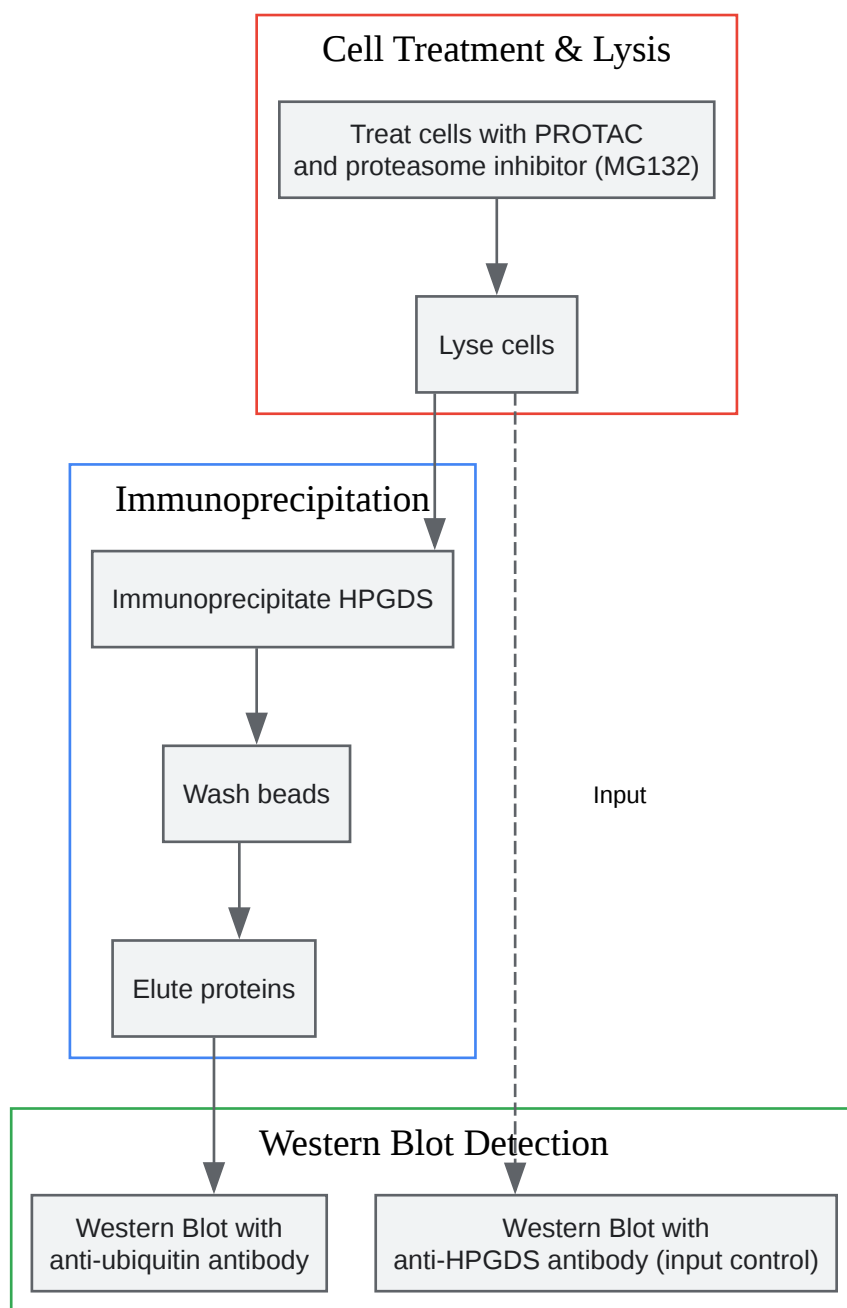 Cell Treatment & Lysis
Treat cells with PROTAC
and proteasome inhibitor (MG132)
Lyse cells
Immunoprecipitation
Immunoprecipitate HPGDS
Wash beads
Input
Elute proteins
Western Blot Detection
Western Blot with
anti-ubiquitin antibody
Western Blot with
anti-HPGDS antibody (input control)